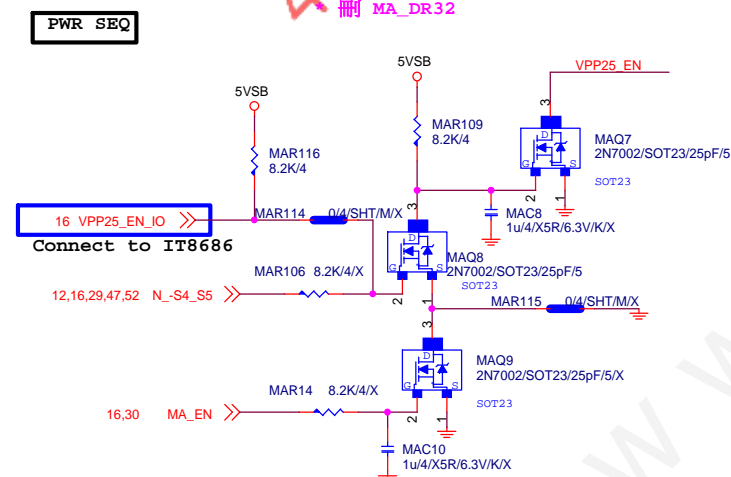 删 MA_DR32
PWR SEQ
VPP25_EN
5VSB
5VSB
3
MAR109
8.2K/4
D
MAQ7
2N7002/SOT23/25pF/5
MAR116
8.2K/4
G
S
SOT23
2
1
3
16 VPP25_EN_IO
MAR114
0/4/SHT/M/X
MAC8
1u/4/X5R/6.3V/K/X
Connect to IT8686
D
MAQ8
2N7002/SOT23/25pF/5
MAR106 8.2K/4/X
G
S
SOT23
12,16,29,47,52 N_-S4_S5
2
1
MAR115
0/4/SHT/M/X
3
D
MAQ9
2N7002/SOT23/25pF/5/X
MAR14 8.2K/4/X
G
S
SOT23
16,30 MA_EN
2
1
MAC10
1u/4/X5R/6.3V/K/X
W W